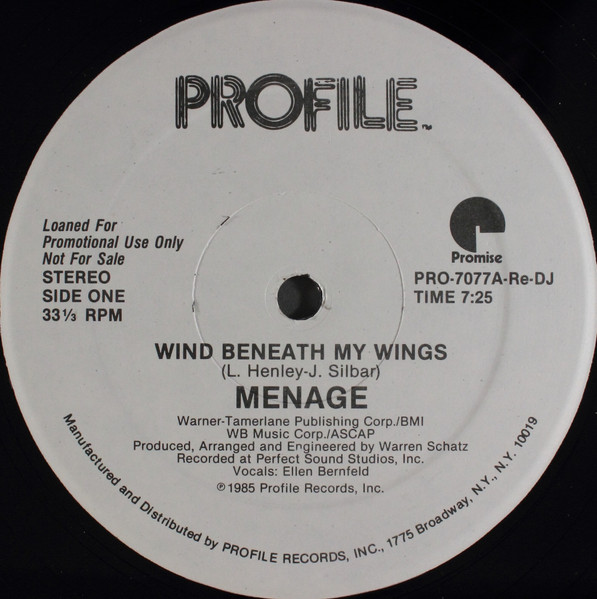 PROFILE™
Loaned For
Promotional Use Only
Not For Sale
STEREO
SIDE ONE
33⅓ RPM
Promise
PRO-7077A-Re-DJ
TIME 7:25
WIND BENEATH MY WINGS
(L. Henley-J. Silbar)
MENAGE
Warner-Tamerlane Publishing Corp./BMI
WB Music Corp./ASCAP
Produced, Arranged and Engineered by Warren Schatz
Recorded at Perfect Sound Studios, Inc.
Vocals: Ellen Bernfeld
℗1985 Profile Records, Inc.
Manufactured and Distributed by PROFILE RECORDS, INC., 1775 Broadway, N.Y., N.Y. 10019